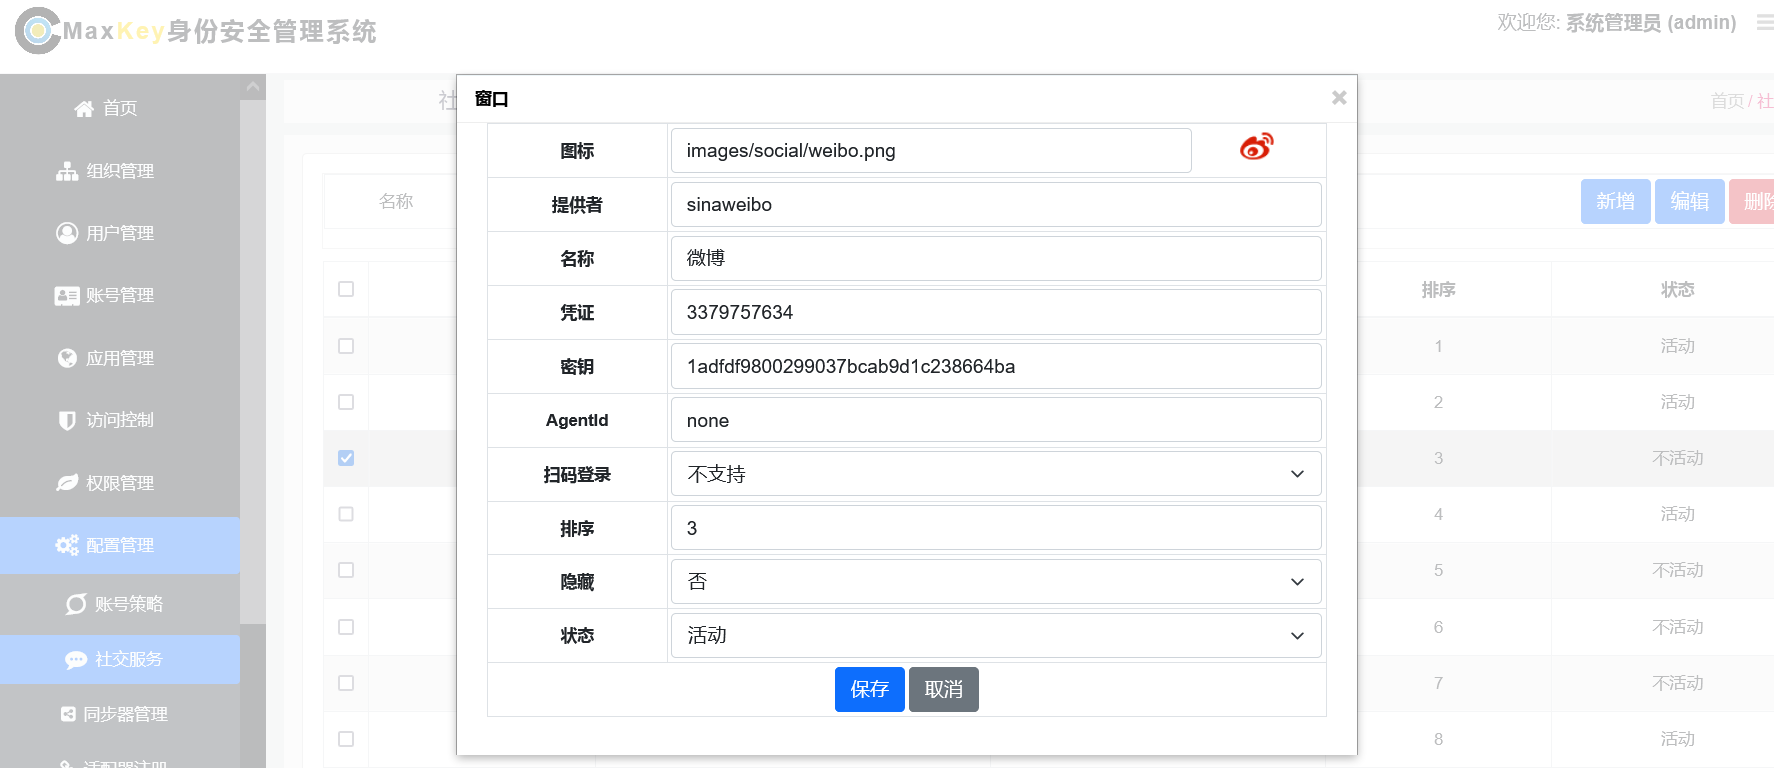 MaxKey身份安全管理系统
欢迎您: 系统管理员 (admin)
首页
组织管理
用户管理
账号管理
应用管理
访问控制
权限管理
配置管理
账号策略
社交服务
同步器管理
适配器注册
社
首页 / 社
名称
新增
编辑
删除
排序
状态
1
活动
2
活动
3
不活动
4
活动
5
不活动
6
不活动
7
不活动
8
活动
窗口
图标
images/social/weibo.png
提供者
sinaweibo
名称
微博
凭证
3379757634
密钥
1adfdf9800299037bcab9d1c238664ba
AgentId
none
扫码登录
不支持
排序
3
隐藏
否
状态
活动
保存
取消